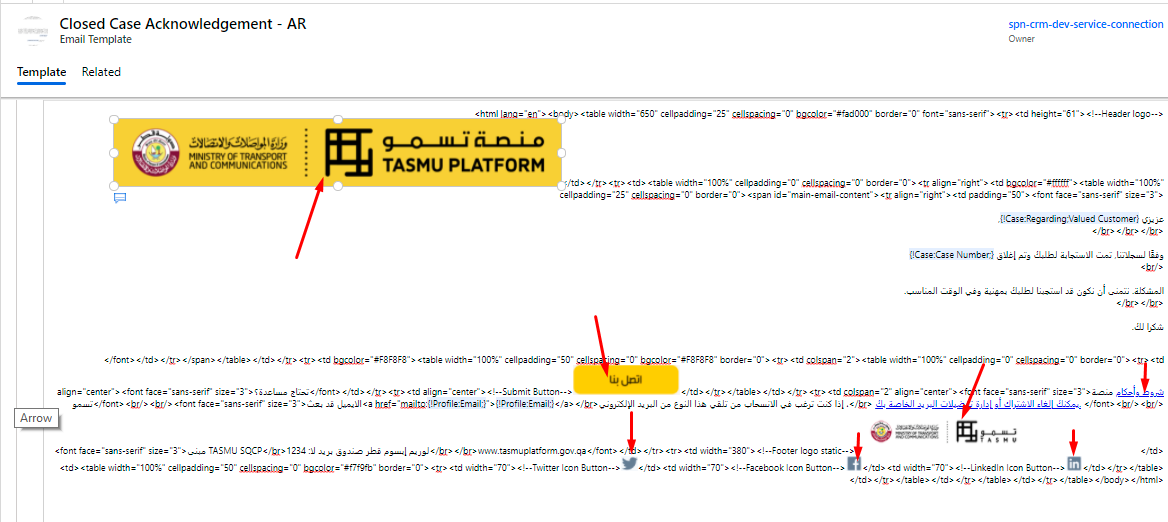 Closed Case Acknowledgement - AR
Email Template
spn-crm-dev-service-connection
Owner
Template
Related
<html lang="en"><body><table width="650" cellpadding="25" cellspacing="0" bgcolor="#fad000" border="0" font="sans-serif"><tr><td height="61"><!--Header logo-->
وزارة المواصلات والاتصالات
MINISTRY OF TRANSPORT
AND COMMUNICATIONS
منصة تسمو
TASMU PLATFORM
</td></tr><tr><td><table width="100%" cellpadding="0" cellspacing="0" border="0"><tr align="right"><td bgcolor="#ffffff"><table width="100%"
cellpadding="25" cellspacing="0" border="0"><span id="main-email-content"><tr align="right"><td padding="50"><font face="sans-serif" size="3">
عزيزي {!Case:Regarding;Valued Customer},
</br></br></br>
وفقًا لسجلاتنا, تمت الاستجابة لطلبك وتم إغلاق {!Case:Case Number;}
<br/>
المشكلة. نتمنى أن نكون قد استجبنا لطلبك بمهنية وفي الوقت المناسب.
</br></br>
شكرا لك.
</font></td></tr></span></table></td></tr><tr><td bgcolor="#F8F8F8"><table width="100%" cellpadding="50" cellspacing="0" bgcolor="#F8F8F8" border="0"><tr><td colspan="2"><table width="100%" cellpadding="0" cellspacing="0" border="0"><tr><td
align="center"><font face="sans-serif" size="3">تحتاج مساعدة؟</font></td></tr><tr><td align="center"><!--Submit Button-->
اتصل بنا
</td></tr></table></td></tr><tr><td colspan="2" align="center"><font face="sans-serif" size="3">شروط وأحكام منصة
تسمو</font><br/><br/><font face="sans-serif" size="3">الايميل قد بعث<a href="mailto:{!Profile:Email;}">{!Profile:Email;}</a></br>إذا كنت ترغب في الانسحاب من تلقي هذا النوع من البريد الإلكتروني ,</br>يمكنك إلغاء الاشتراك أو إدارة تفضيلات البريد الخاصة بك. </font><br/><br/>
وزارة المواصلات والاتصالات
MINISTRY OF TRANSPORT
AND COMMUNICATIONS
تسمو
TASMU
<font face="sans-serif" size="3">مبنى TASMU SQCP</br>لوريم إيبسوم قطر صندوق بريد لا: 1234</br></br>www.tasmuplatform.gov.qa</font></td></tr><tr><td width="380"><!--Footer logo static-->
</td>
<td><table width="100%" cellpadding="50" cellspacing="0" bgcolor="#f7f9fb" border="0"><tr><td width="70"><!--Twitter Icon Button-->
</td><td width="70"><!--Facebook Icon Button-->
</td><td width="70"><!--LinkedIn Icon Button-->
</td></tr></table>
</td></tr></table></td></tr></table></td></tr></table></body></html>
Arrow